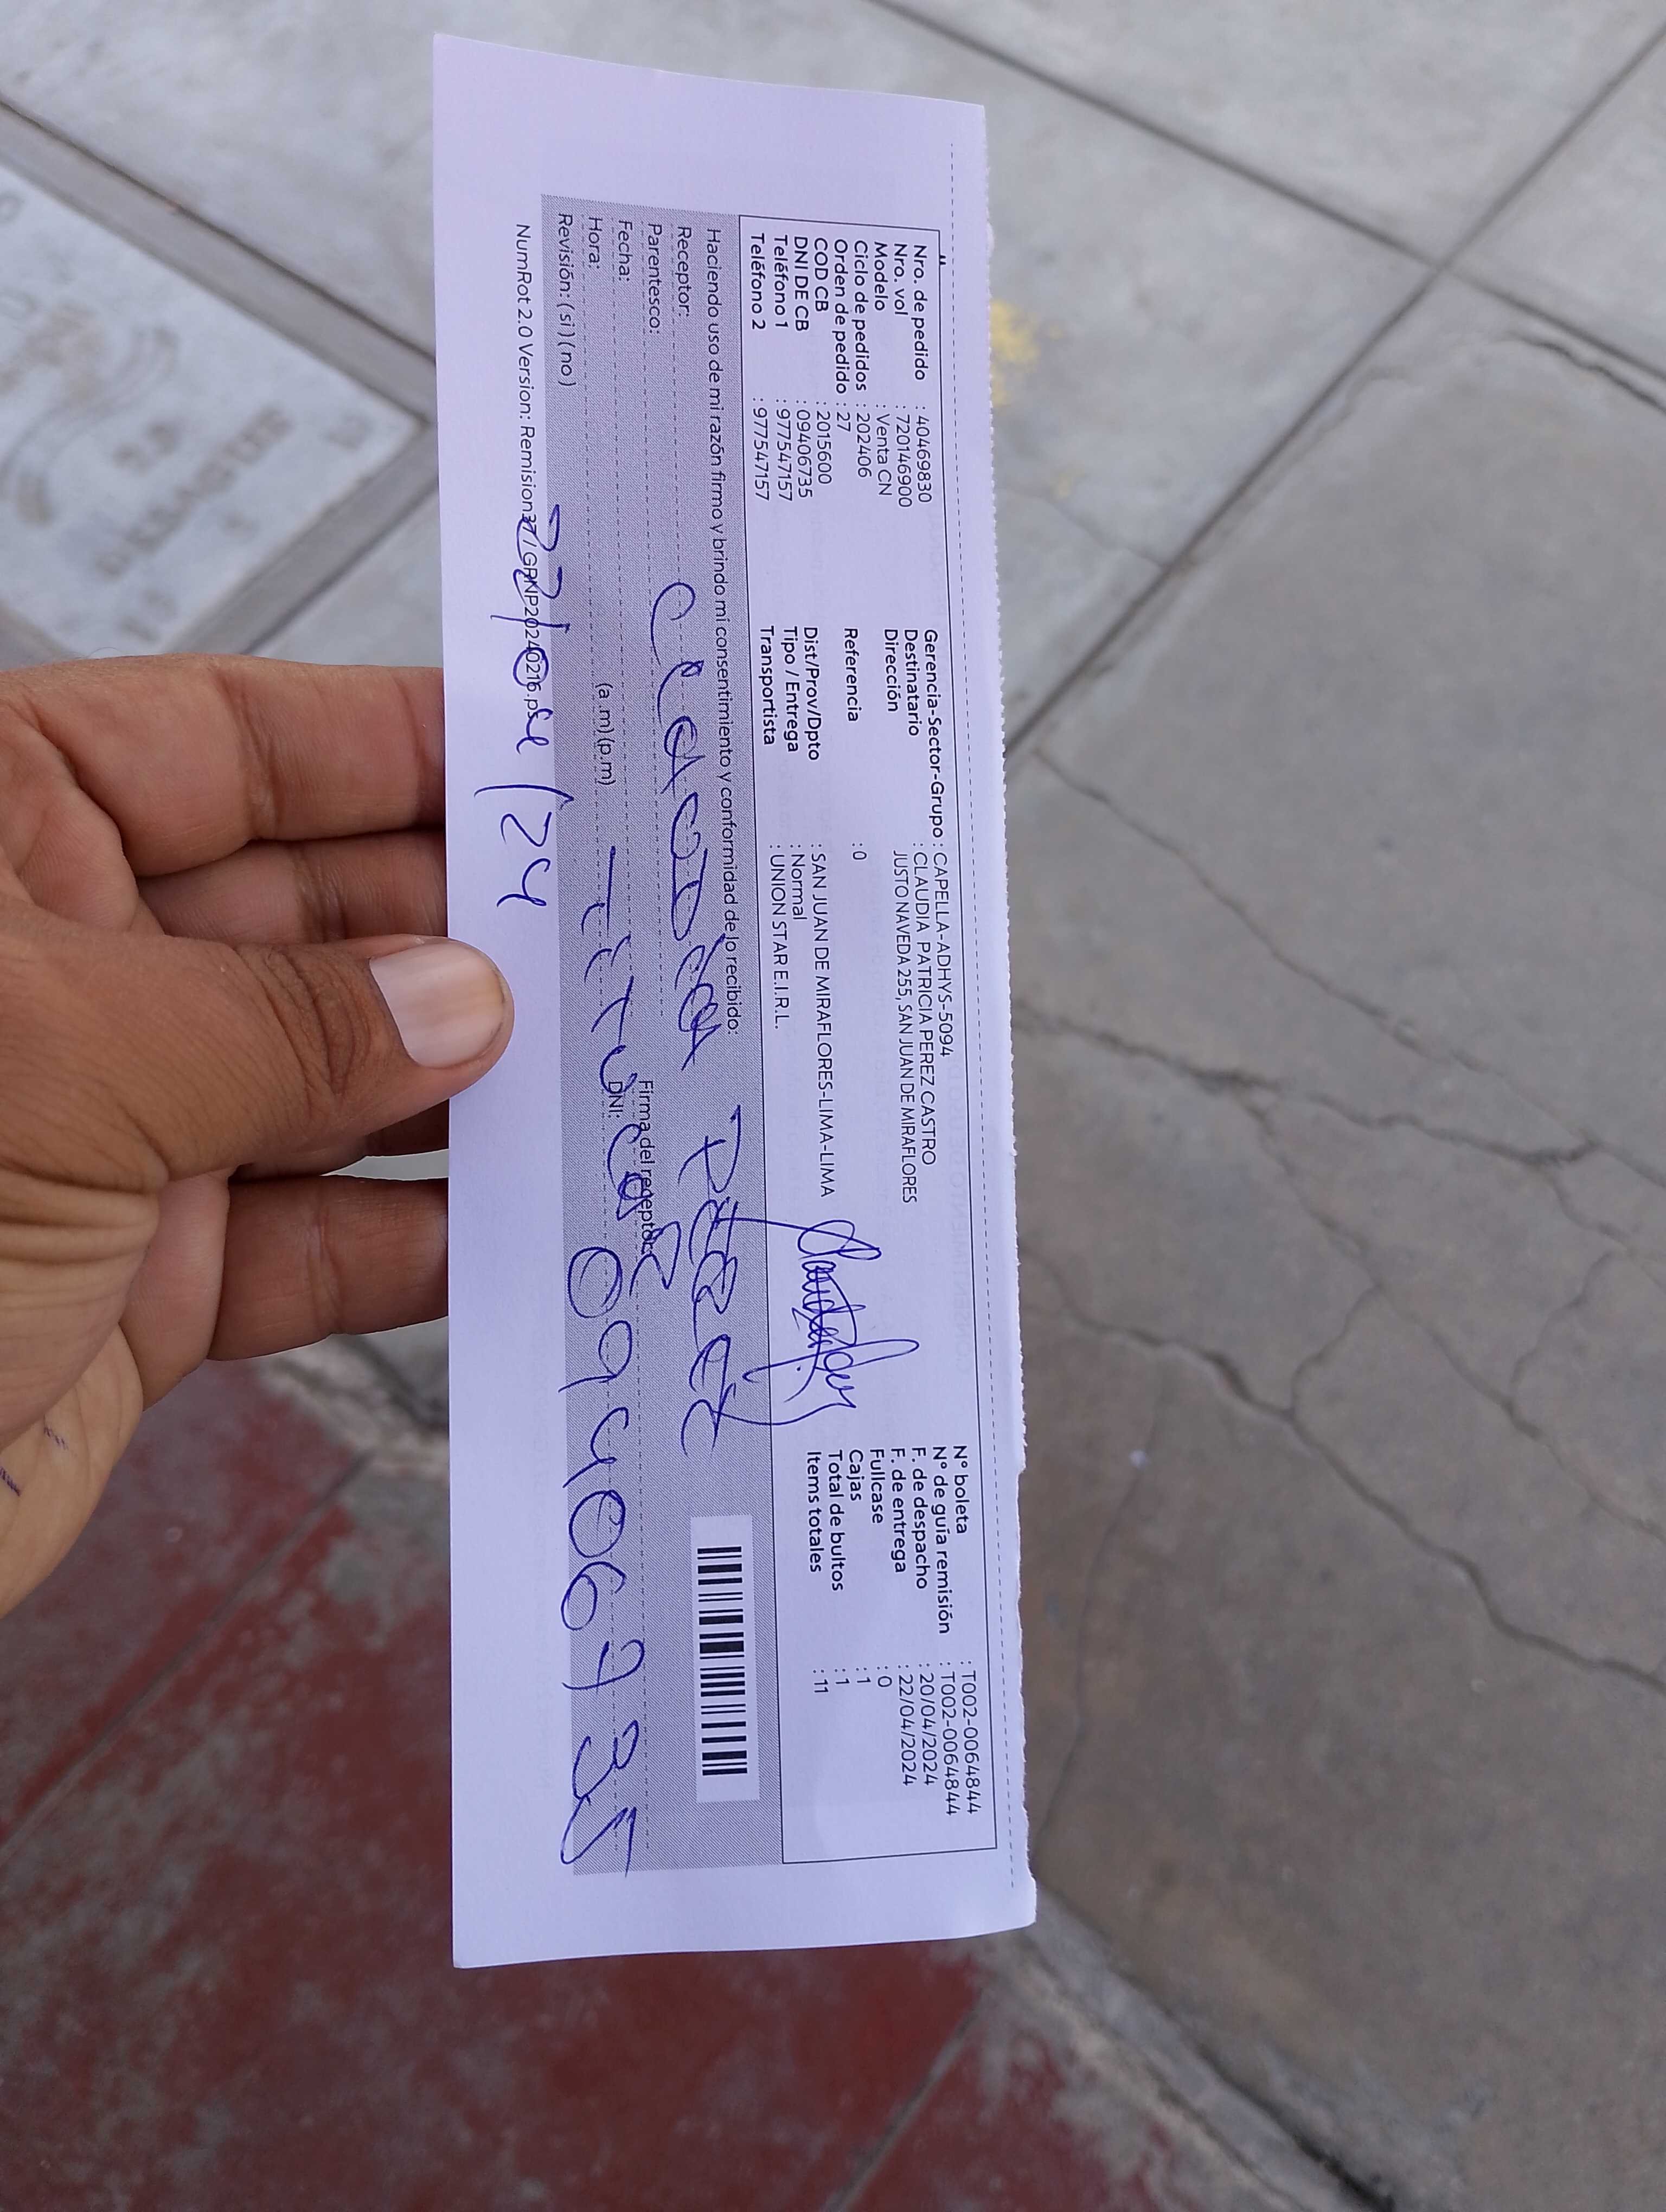 Nro. de pedido : 40469830
Nro. vol : 720146900
Modelo : Venta CN
Ciclo de pedidos : 202406
Orden de pedido : 27
COD CB : 2015600
DNI DE CB : 09406735
Teléfono 1 : 977547157
Teléfono 2 : 977547157
Gerencia-Sector-Grupo : CAPELLA-ADHYS-5094
Destinatario : CLAUDIA PATRICIA PEREZ CASTRO
Dirección JUSTO NAVEDA 255, SAN JUAN DE MIRAFLORES
Referencia : 0
Dist/Prov/Dpto : SAN JUAN DE MIRAFLORES-LIMA-LIMA
Tipo / Entrega : Normal
Transportista : UNION STAR E.I.R.L.
N° boleta : T002-0064844
N° de guía remisión : T002-0064844
F. de despacho : 20/04/2024
F. de entrega : 22/04/2024
Fullcase : 0
Cajas : 1
Total de bultos : 1
Items totales : 11
Haciendo uso de mi razón firmo y brindo mi consentimiento y conformidad de lo recibido:
Receptor: Claudia Perez
Parentesco: Titular
Fecha:
Hora: (a.m) (p.m)
Firma del receptor
DNI: 09406735
Revisión: ( si ) ( no )
NumRot 2.0 Version: Remision27/GRNP20240216.pse